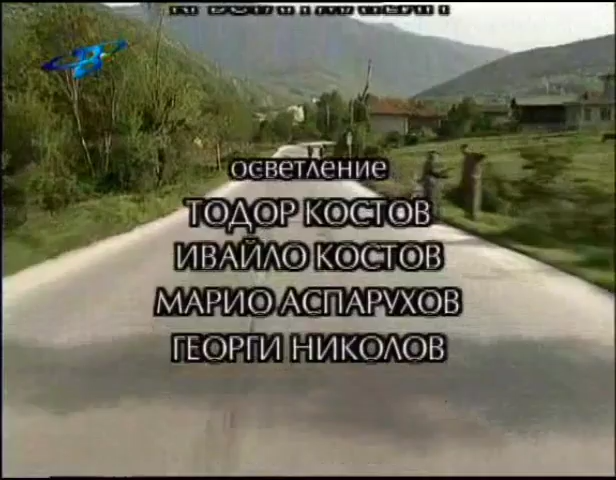 осветление
ТОДОР КОСТОВ
ИВАЙЛО КОСТОВ
МАРИО АСПАРУХОВ
ГЕОРГИ НИКОЛОВ